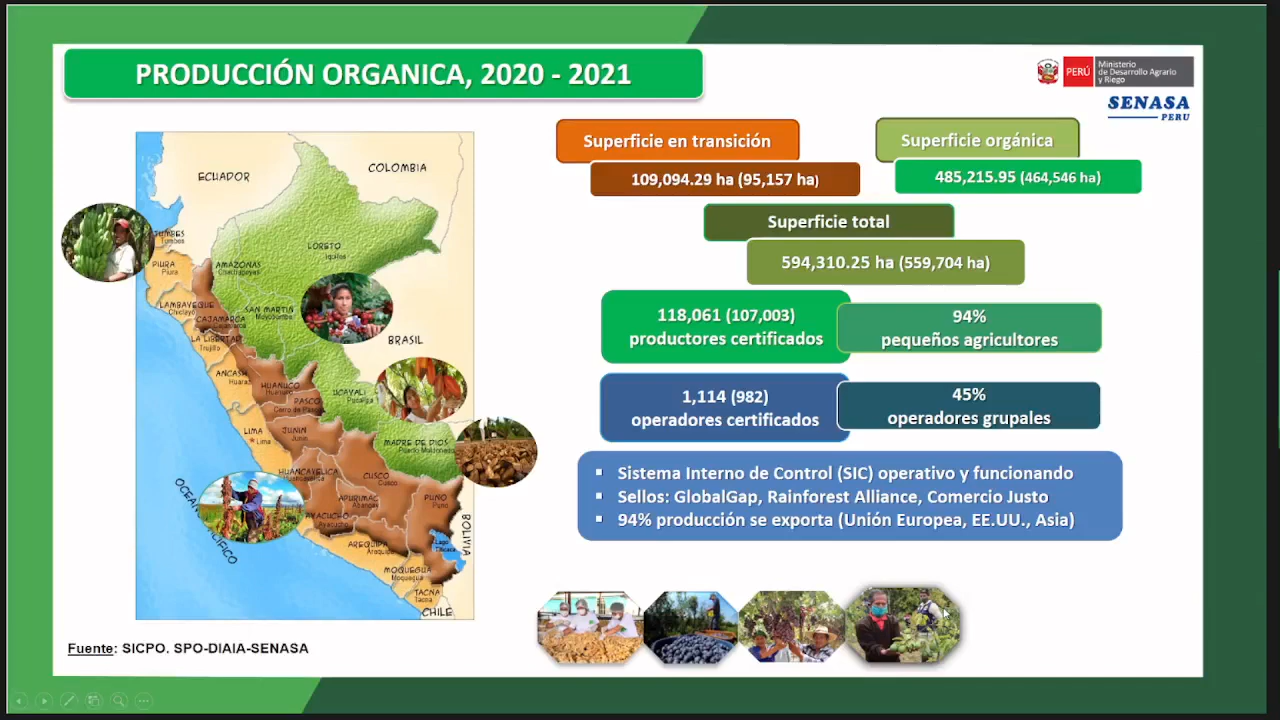 PRODUCCIÓN ORGANICA, 2020 - 2021
PERÚ
Ministerio
de Desarrollo Agrario
y Riego
SENASA
PERU
Superficie en transición
109,094.29 ha (95,157 ha)
Superficie orgánica
485,215.95 (464,546 ha)
Superficie total
594,310.25 ha (559,704 ha)
118,061 (107,003)
productores certificados
94%
pequeños agricultores
1,114 (982)
operadores certificados
45%
operadores grupales
▪ Sistema Interno de Control (SIC) operativo y funcionando
▪ Sellos: GlobalGap, Rainforest Alliance, Comercio Justo
▪ 94% producción se exporta (Unión Europea, EE.UU., Asia)
ECUADOR
COLOMBIA
TUMBES
Tumbes
LORETO
Iquitos
PIURA
Piura
AMAZONAS
Chachapoyas
LAMBAYEQUE
Chiclayo
SAN MARTIN
Moyobamba
CAJAMARCA
LA LIBERTAD
Trujillo
BRASIL
ANCASH
Huaraz
HUANUCO
UCAYALI
Pucallpa
PASCO
Cerro de Pasco
LIMA
Lima
JUNIN
Junin
MADRE DE DIOS
Puerto Maldonado
HUANCAVELICA
Huancavelica
CUSCO
Cusco
APURIMAC
Abancay
PUNO
Puno
AYACUCHO
Ayacucho
AREQUIPA
Arequipa
Lago
Titicaca
BOLIVIA
MOQUEGUA
Moquegua
TACNA
Tacna
CHILE
Fuente: SICPO. SPO-DIAIA-SENASA